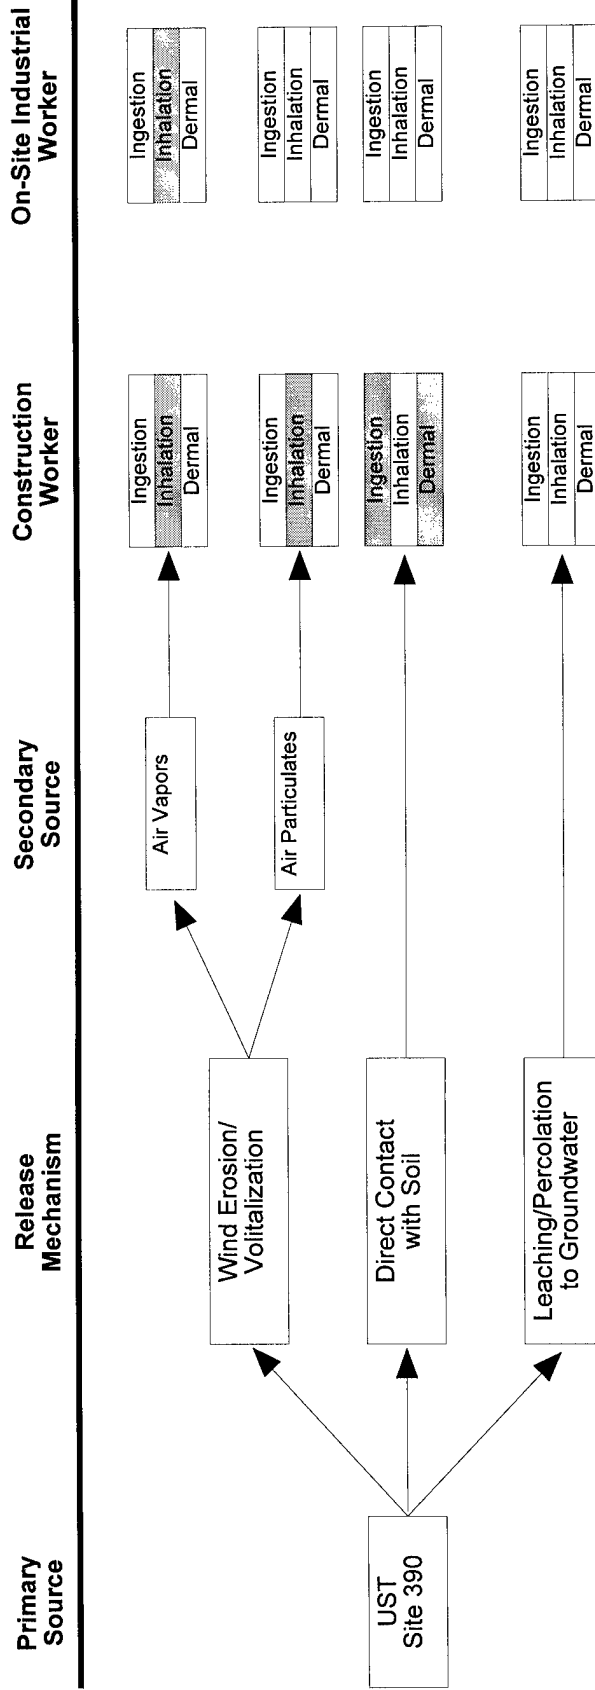 Primary
Source
Release
Mechanism
Secondary
Source
Construction
Worker
On-Site Industrial
Worker
UST
Site 390
Wind Erosion/
Volitalization
Direct Contact
with Soil
Leaching/Percolation
to Groundwater
Air Vapors
Air Particulates
Ingestion
Inhalation
Dermal
Ingestion
Inhalation
Dermal
Ingestion
Inhalation
Dermal
Ingestion
Inhalation
Dermal
Ingestion
Inhalation
Dermal
Ingestion
Inhalation
Dermal
Ingestion
Inhalation
Dermal
Ingestion
Inhalation
Dermal